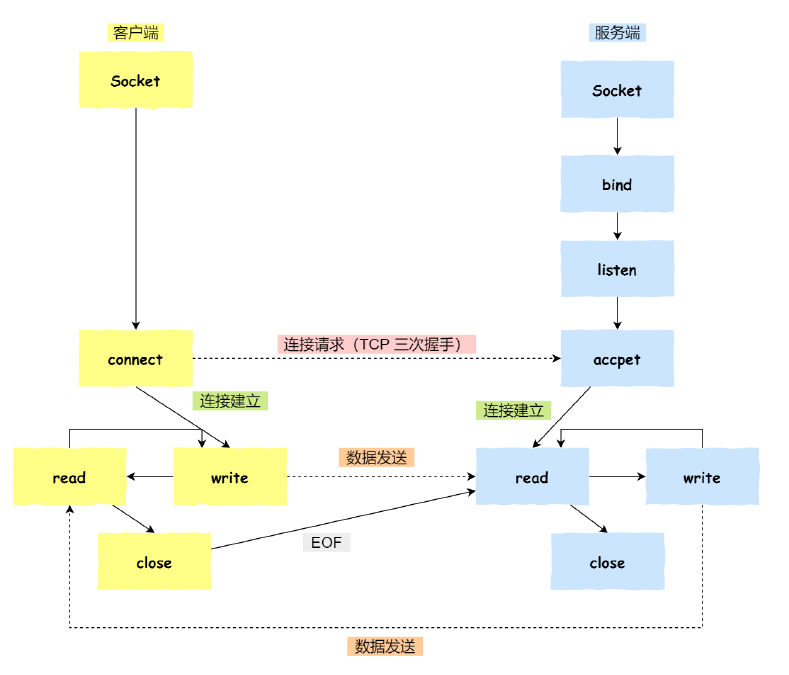 客户端
服务端
Socket
Socket
bind
listen
connect
连接请求（TCP 三次握手）
accpet
连接建立
连接建立
read
write
数据发送
read
write
close
EOF
close
数据发送